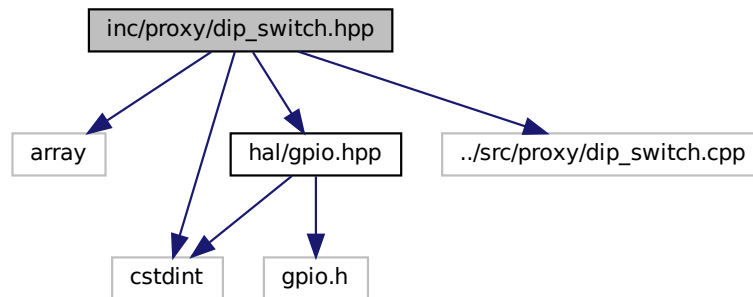 inc/proxy/dip_switch.hpp
array
hal/gpio.hpp
../src/proxy/dip_switch.cpp
cstdint
gpio.h